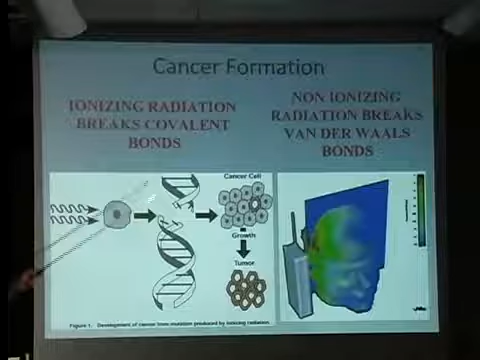 Cancer Formation
IONIZING RADIATION
BREAKS COVALENT
BONDS
NON IONIZING
RADIATION BREAKS
VAN DER WAALS
BONDS
Cancer Cell
Growth
Tumor
Figure 1. Development of cancer from mutation produced by ionizing radiation.